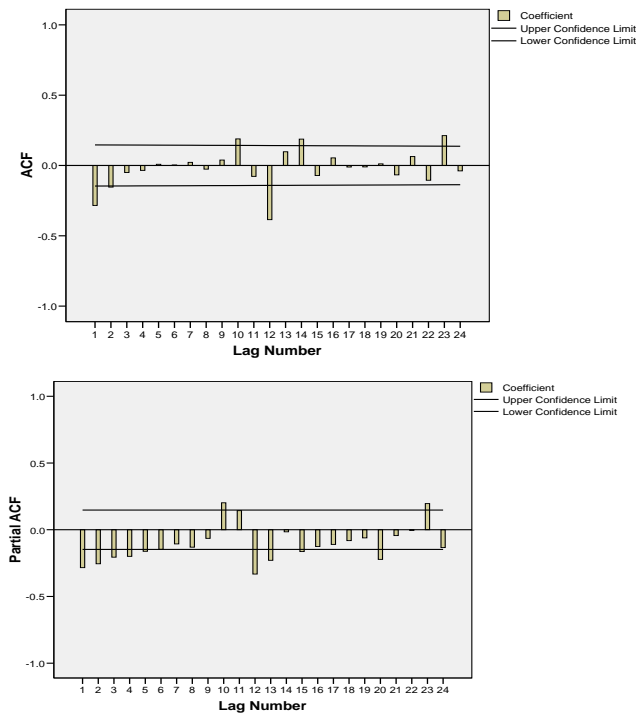 1.0
0.5
0.0
-0.5
-1.0
ACF
1 2 3 4 5 6 7 8 9 10 11 12 13 14 15 16 17 18 19 20 21 22 23 24
Lag Number
Coefficient
Upper Confidence Limit
Lower Confidence Limit
1.0
0.5
0.0
-0.5
-1.0
Partial ACF
1 2 3 4 5 6 7 8 9 10 11 12 13 14 15 16 17 18 19 20 21 22 23 24
Lag Number
Coefficient
Upper Confidence Limit
Lower Confidence Limit